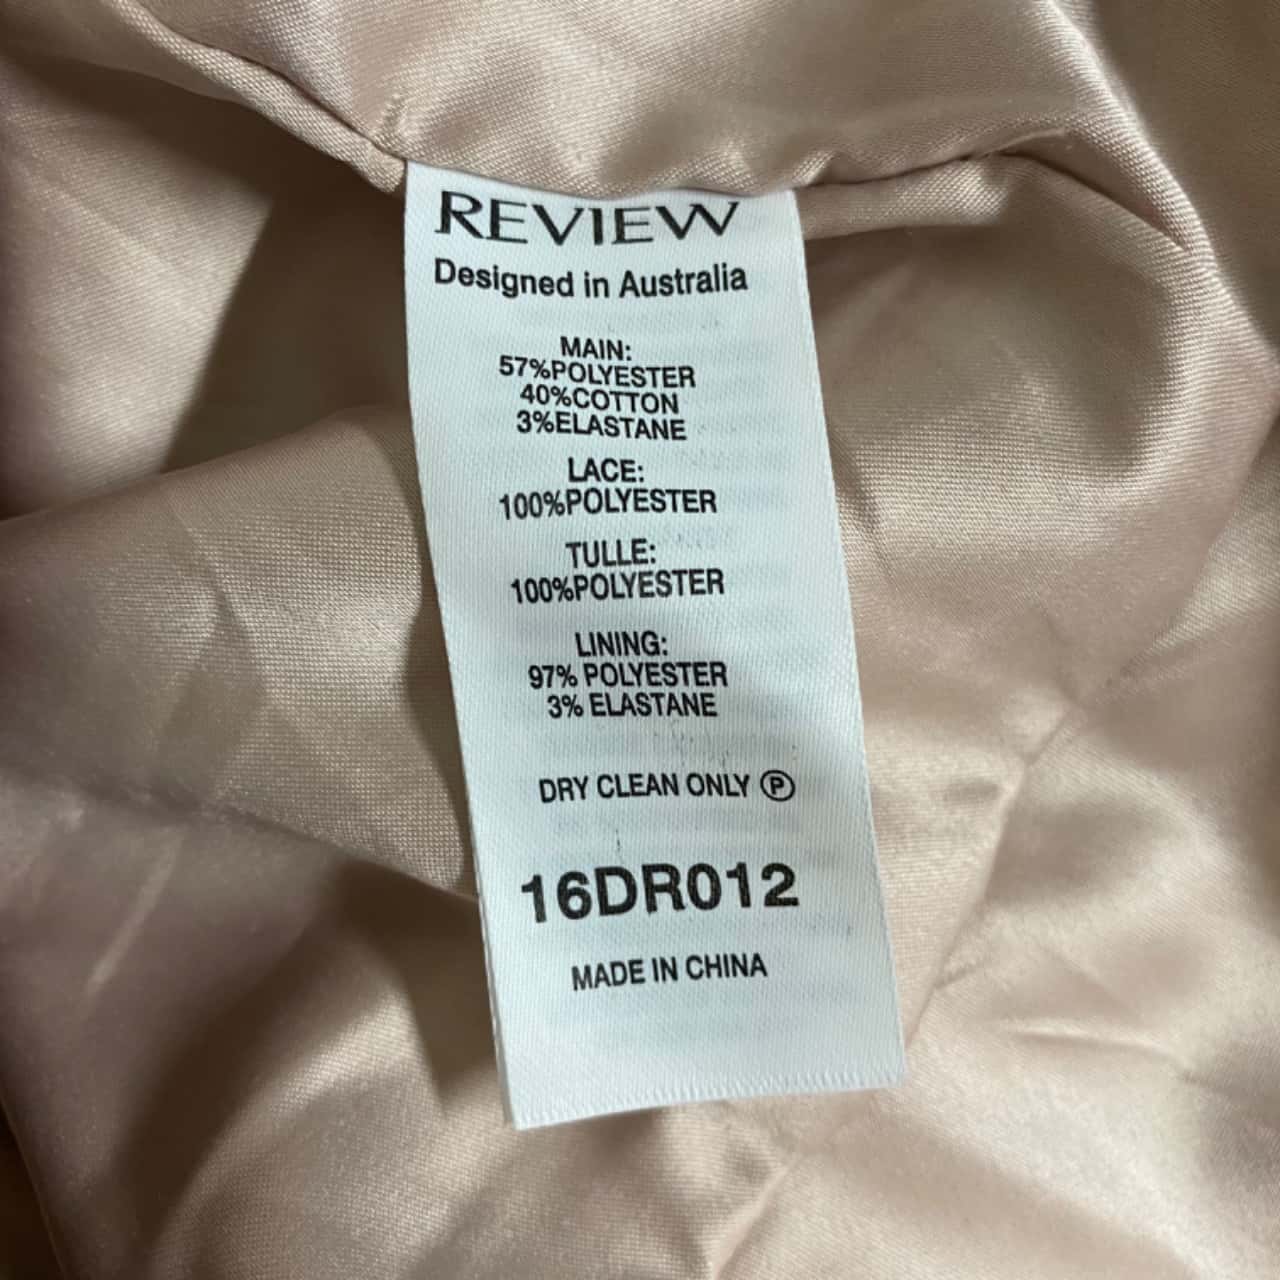 REVIEW
Designed in Australia
MAIN:
57%POLYESTER
40%COTTON
3%ELASTANE
LACE:
100%POLYESTER
TULLE:
100%POLYESTER
LINING:
97% POLYESTER
3% ELASTANE
DRY CLEAN ONLY Ⓟ
16DR012
MADE IN CHINA